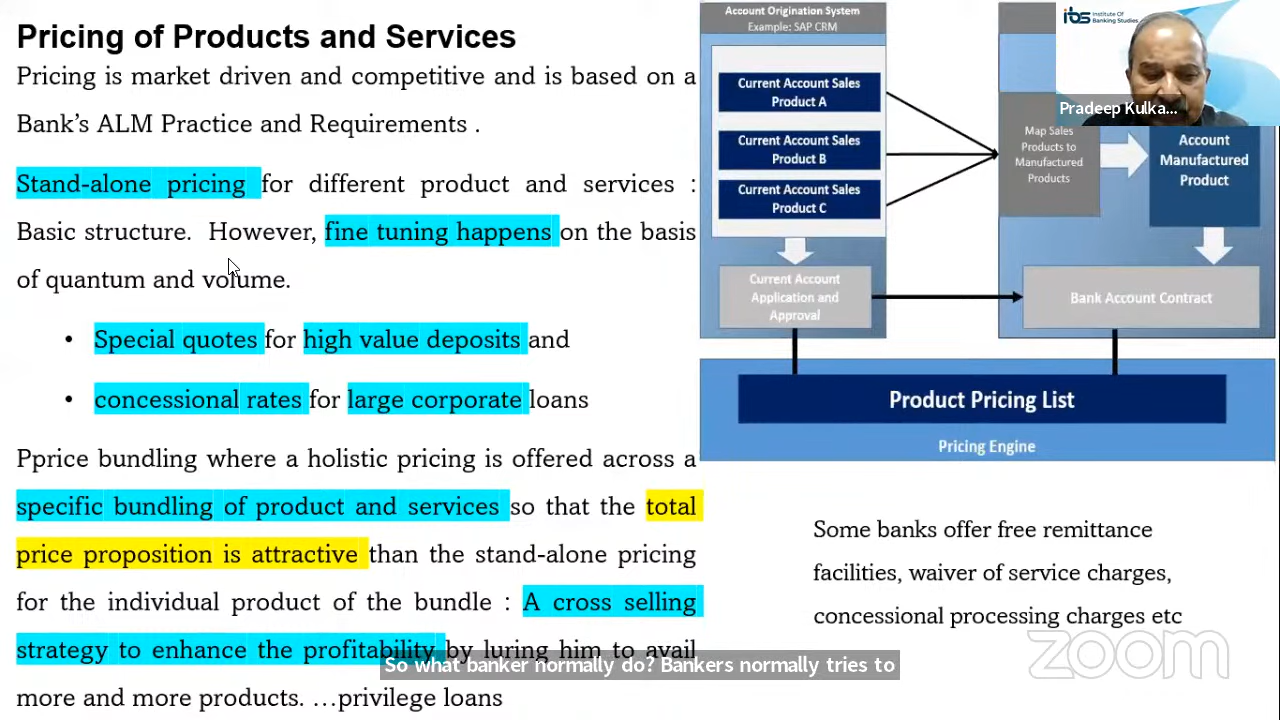 Pricing of Products and Services
Pricing is market driven and competitive and is based on a
Bank's ALM Practice and Requirements .
Stand-alone pricing for different product and services :
Basic structure. However, fine tuning happens on the basis
of quantum and volume.
• Special quotes for high value deposits and
• concessional rates for large corporate loans
Pprice bundling where a holistic pricing is offered across a
specific bundling of product and services so that the total
price proposition is attractive than the stand-alone pricing
for the individual product of the bundle : A cross selling
strategy to enhance the profitability by luring him to avail
more and more products. …privilege loans
Account Origination System
Example: SAP CRM
Current Account Sales
Product A
Current Account Sales
Product B
Current Account Sales
Product C
Current Account
Application and
Approval
Map Sales
Products to
Manufactured
Products
Account
Manufactured
Product
Bank Account Contract
Product Pricing List
Pricing Engine
Some banks offer free remittance
facilities, waiver of service charges,
concessional processing charges etc
ibs Institute Of
Banking Studies
Pradeep Kulka...
So what banker normally do? Bankers normally tries to
zoom